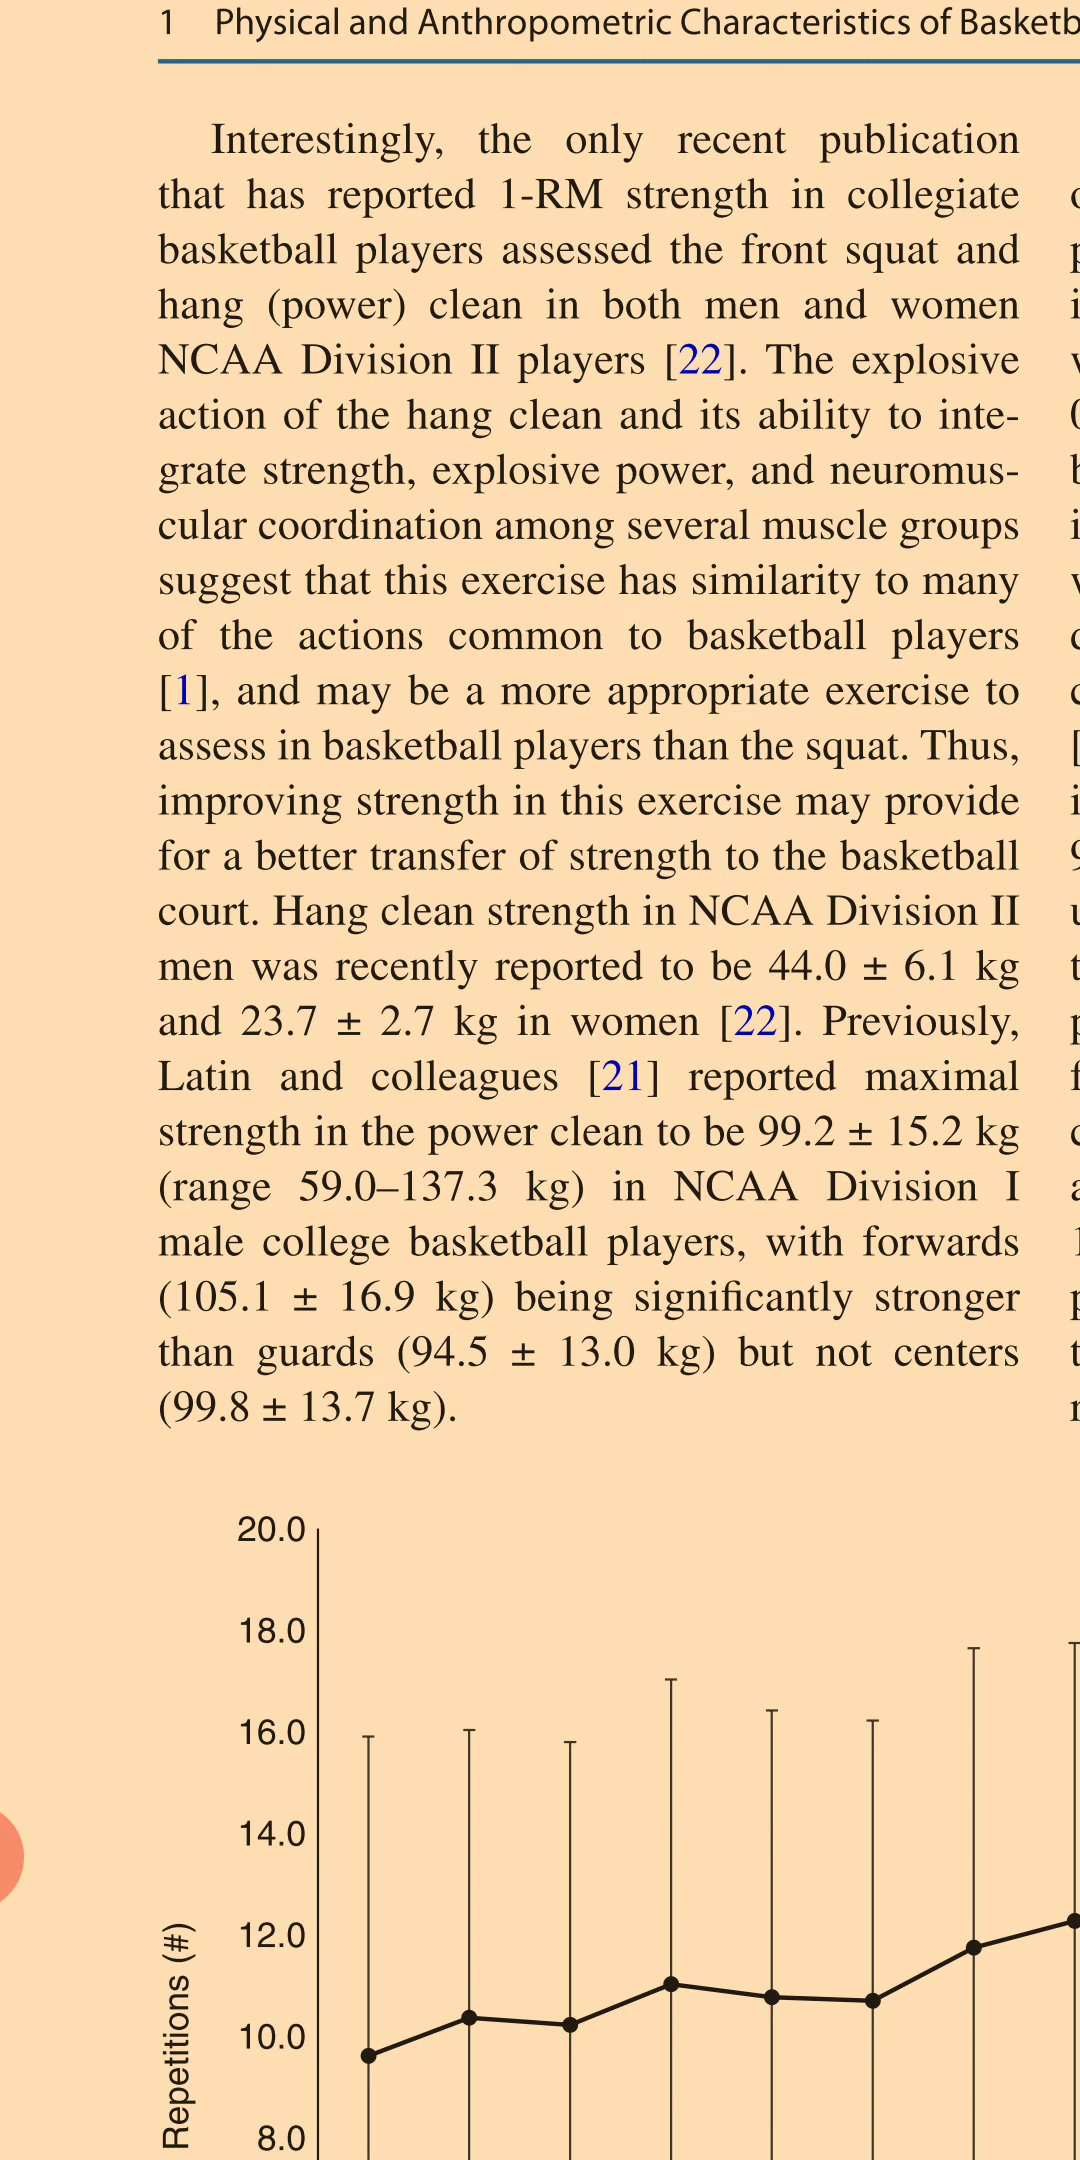 1 Physical and Anthropometric Characteristics of Basketb
Interestingly, the only recent publication
that has reported 1-RM strength in collegiate
basketball players assessed the front squat and
hang (power) clean in both men and women
NCAA Division II players [22]. The explosive
action of the hang clean and its ability to inte-
grate strength, explosive power, and neuromus-
cular coordination among several muscle groups
suggest that this exercise has similarity to many
of the actions common to basketball players
[1], and may be a more appropriate exercise to
assess in basketball players than the squat. Thus,
improving strength in this exercise may provide
for a better transfer of strength to the basketball
court. Hang clean strength in NCAA Division II
men was recently reported to be 44.0 ± 6.1 kg
and 23.7 ± 2.7 kg in women [22]. Previously,
Latin and colleagues [21] reported maximal
strength in the power clean to be 99.2 ± 15.2 kg
(range 59.0–137.3 kg) in NCAA Division I
male college basketball players, with forwards
(105.1 ± 16.9 kg) being significantly stronger
than guards (94.5 ± 13.0 kg) but not centers
(99.8 ± 13.7 kg).
20.0
18.0
16.0
14.0
12.0
10.0
8.0
Repetitions (#)